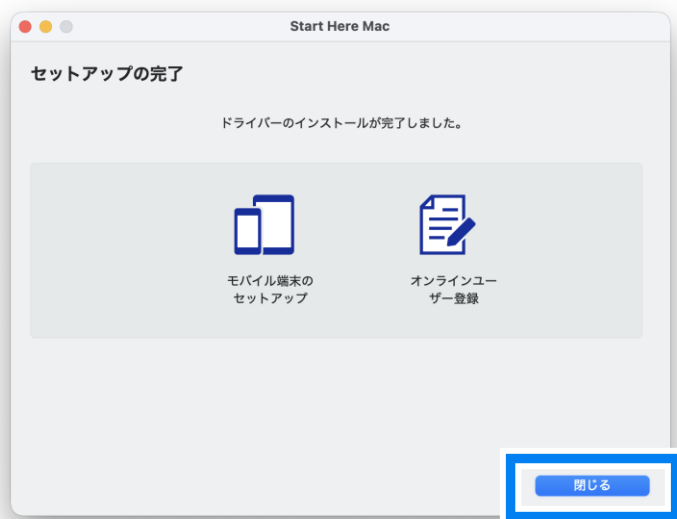 Start Here Mac
セットアップの完了
ドライバーのインストールが完了しました。
モバイル端末の
セットアップ
オンラインユー
ザー登録
閉じる